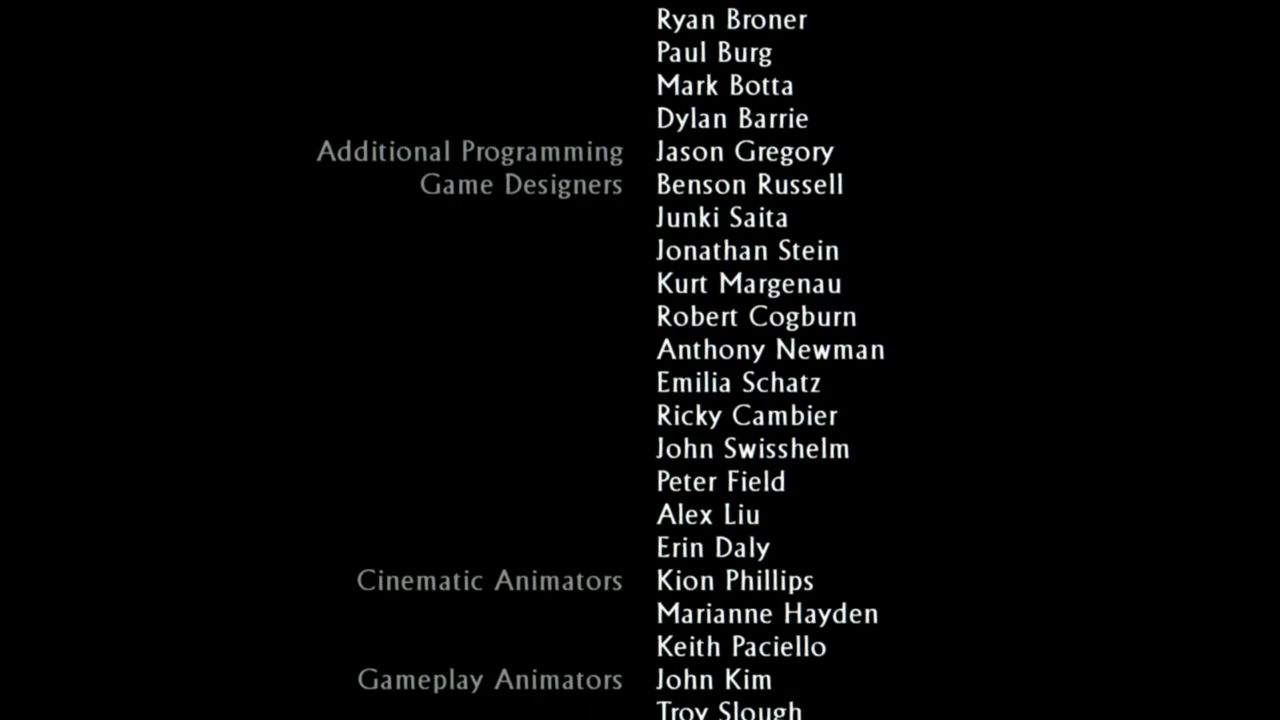 Ryan Broner
Paul Burg
Mark Botta
Dylan Barrie
Additional Programming Jason Gregory
Game Designers Benson Russell
Junki Saita
Jonathan Stein
Kurt Margenau
Robert Cogburn
Anthony Newman
Emilia Schatz
Ricky Cambier
John Swisshelm
Peter Field
Alex Liu
Erin Daly
Cinematic Animators Kion Phillips
Marianne Hayden
Keith Paciello
Gameplay Animators John Kim
Troy Slough